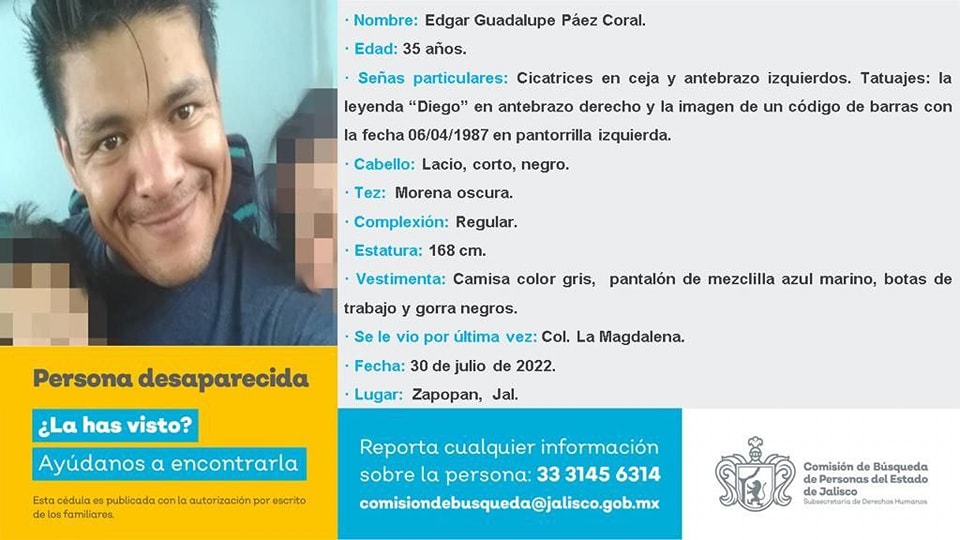 · Nombre: Edgar Guadalupe Páez Coral.
· Edad: 35 años.
· Señas particulares: Cicatrices en ceja y antebrazo izquierdos. Tatuajes: la
leyenda “Diego” en antebrazo derecho y la imagen de un código de barras con
la fecha 06/04/1987 en pantorrilla izquierda.
· Cabello: Lacio, corto, negro.
· Tez: Morena oscura.
· Complexión: Regular.
· Estatura: 168 cm.
· Vestimenta: Camisa color gris, pantalón de mezclilla azul marino, botas de
trabajo y gorra negros.
· Se le vio por última vez: Col. La Magdalena.
· Fecha: 30 de julio de 2022.
· Lugar: Zapopan, Jal.
Persona desaparecida
¿La has visto?
Ayúdanos a encontrarla
Esta cédula es publicada con la autorización por escrito
de los familiares.
Reporta cualquier información
sobre la persona: 33 3145 6314
comisiondebusqueda@jalisco.gob.mx
Comisión de Búsqueda
de Personas del Estado
de Jalisco
Subsecretaría de Derechos Humanos